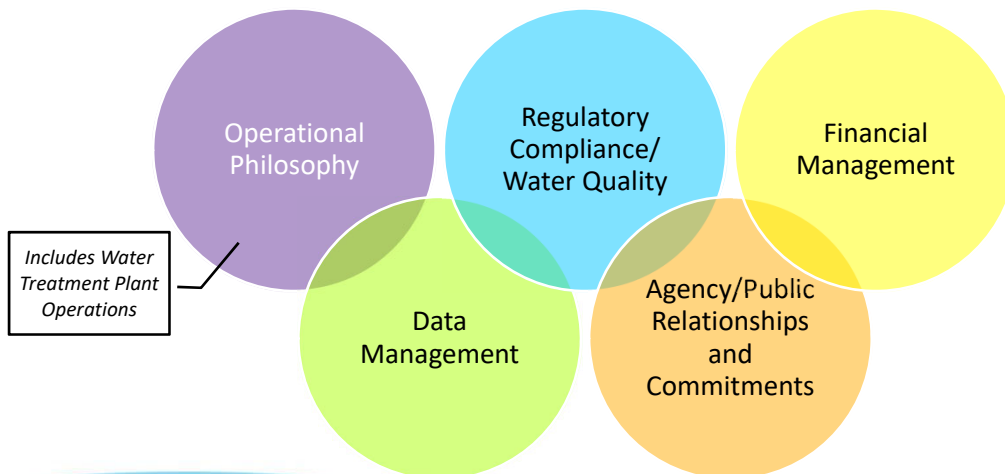 Operational
Philosophy
Regulatory
Compliance/
Water Quality
Financial
Management
Includes Water
Treatment Plant
Operations
Data
Management
Agency/Public
Relationships
and
Commitments